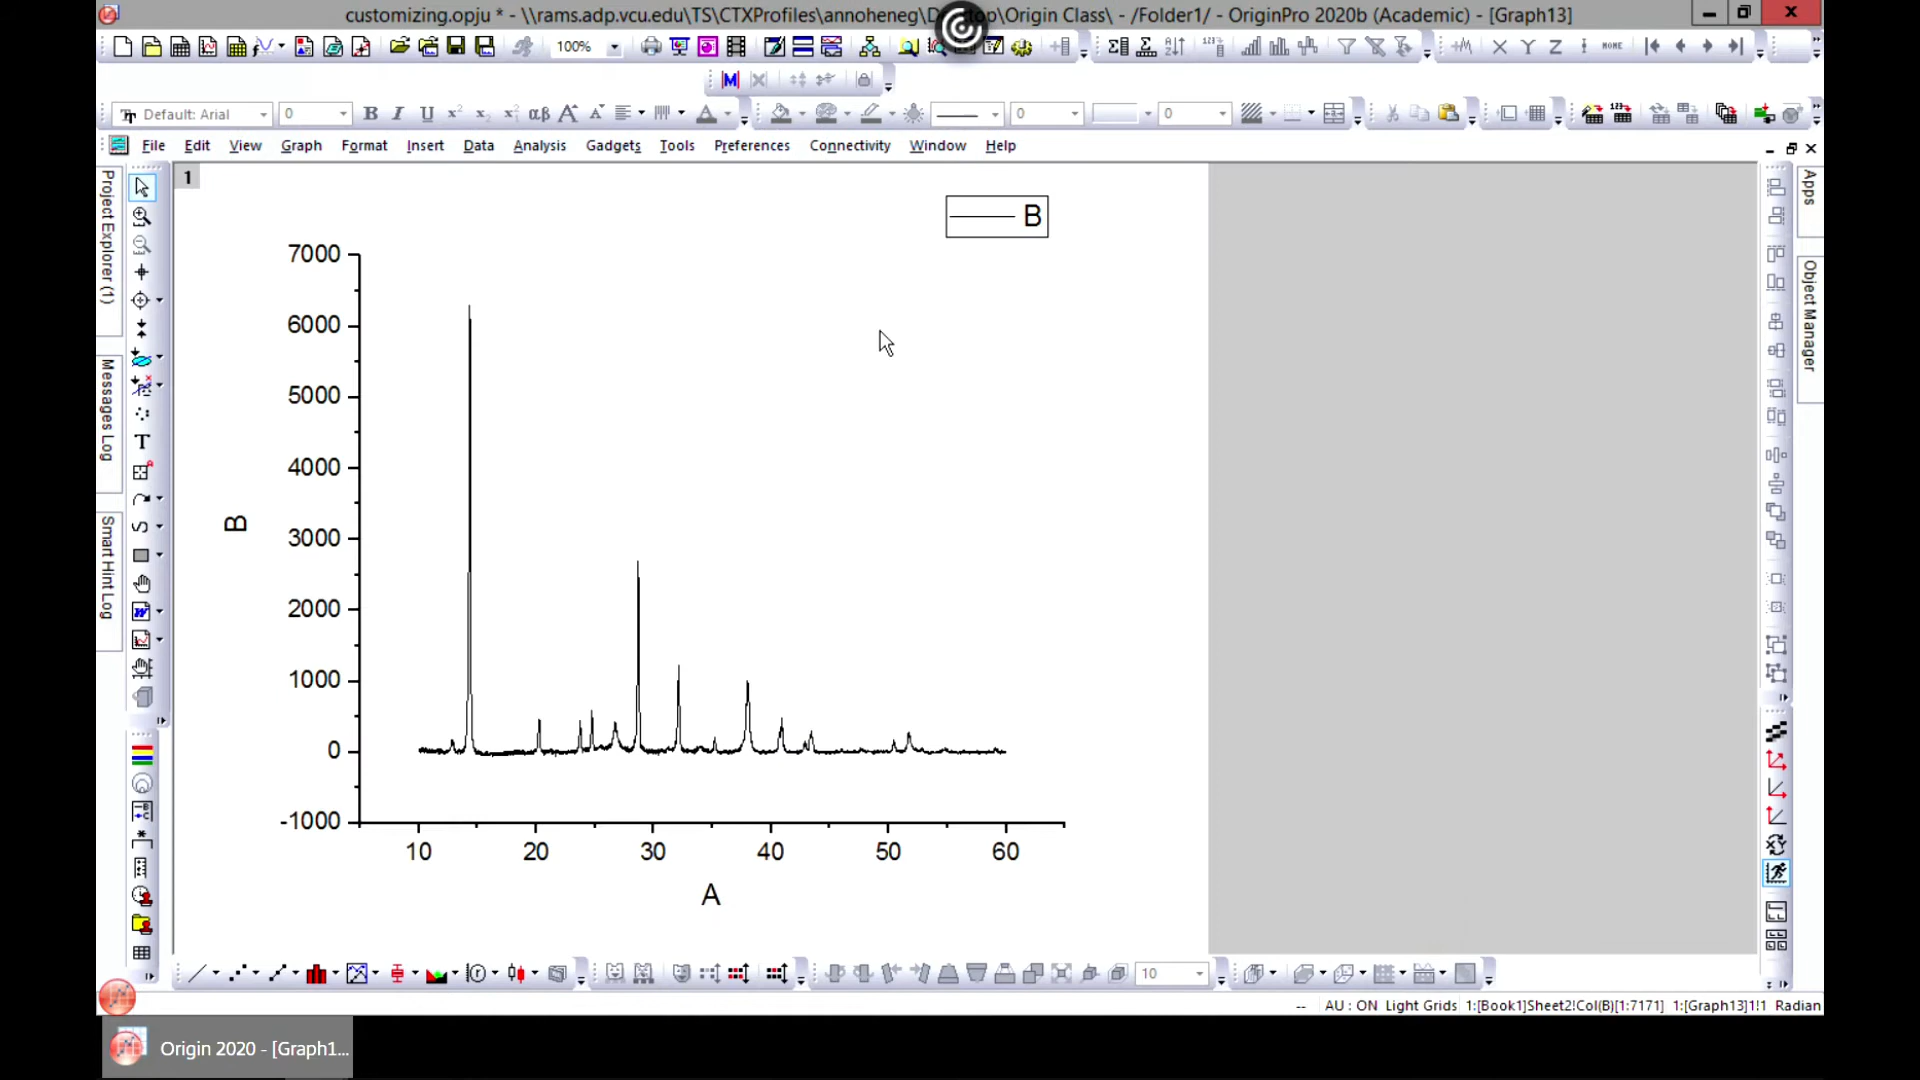 customizing.opju * - \\rams.adp.vcu.edu\TS\CTXProfiles\annoheneg\D      op\Origin Class\ - /Folder1/ - OriginPro 2020b (Academic) - [Graph13]
100%
Default: Arial
0
B I U
αβ
A
0
0
File Edit View Graph Format Insert Data Analysis Gadgets Tools Preferences Connectivity Window Help
Project Explorer (1)
Messages Log
Smart Hint Log
Apps
Object Manager
1
B
7000
6000
5000
4000
3000
2000
1000
0
-1000
B
10 20 30 40 50 60
A
10
-- AU : ON Light Grids 1:[Book1]Sheet2!Col(B)[1:7171] 1:[Graph13]1!1 Radian
Origin 2020 - [Graph1...